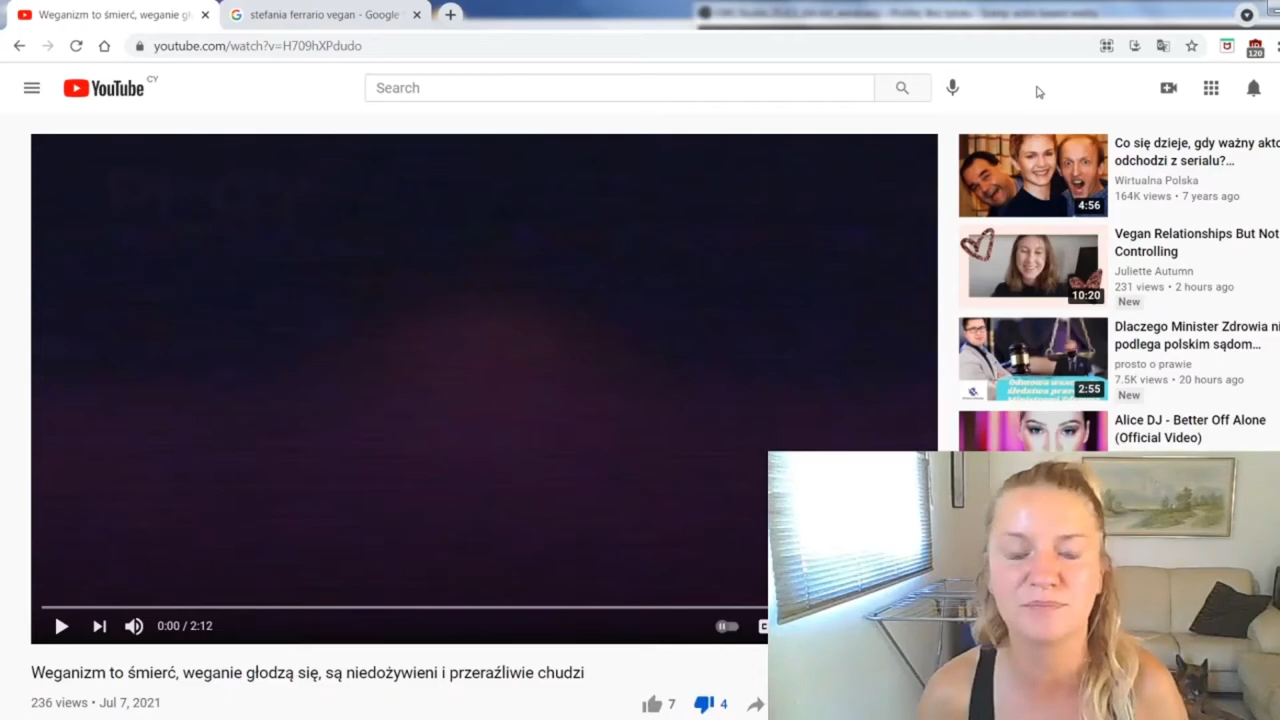 Weganizm to śmierć, weganie gł
stefania ferrario vegan - Google
youtube.com/watch?v=H709hXPdudo
120
YouTube CY
Search
Co się dzieje, gdy ważny akto
odchodzi z serialu?...
Wirtualna Polska
164K views • 7 years ago
4:56
Vegan Relationships But Not
Controlling
Juliette Autumn
231 views • 2 hours ago
New
10:20
Dlaczego Minister Zdrowia ni
podlega polskim sądom...
prosto o prawie
7.5K views • 20 hours ago
New
2:55
Alice DJ - Better Off Alone
(Official Video)
0:00 / 2:12
Weganizm to śmierć, weganie głodzą się, są niedożywieni i przeraźliwie chudzi
236 views • Jul 7, 2021
7
4